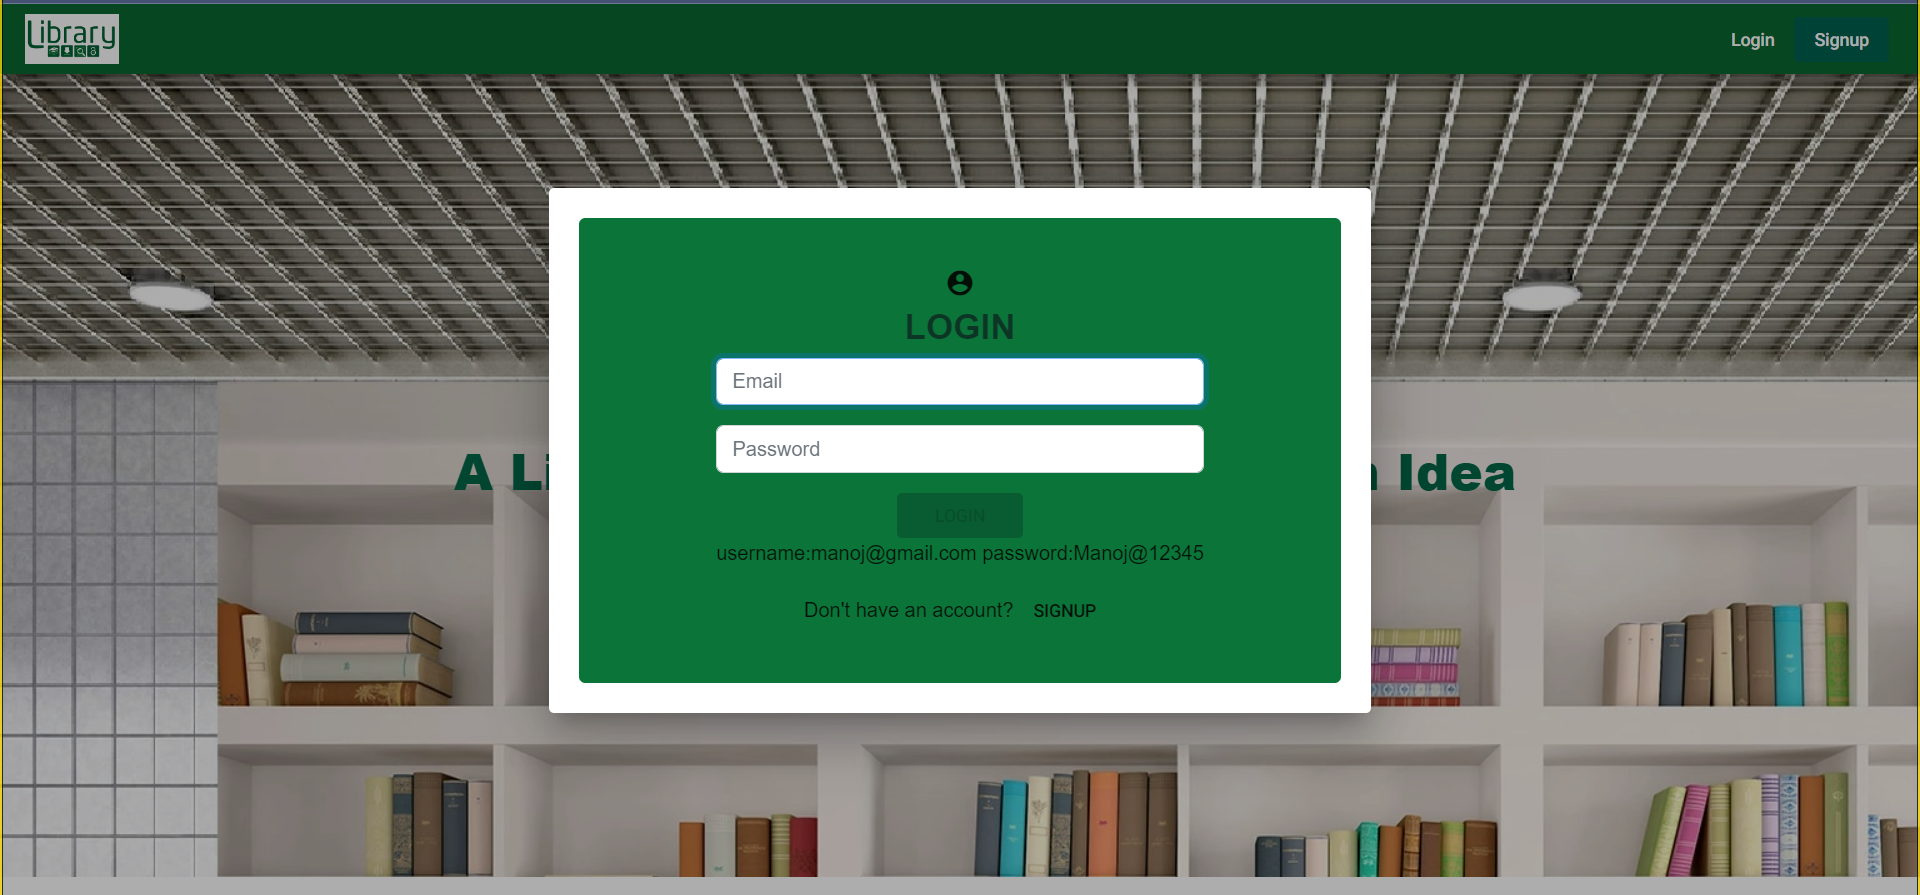 Library
Login
Signup
LOGIN
Email
Password
LOGIN
username:manoj@gmail.com password:Manoj@12345
Don't have an account? SIGNUP
A
Idea